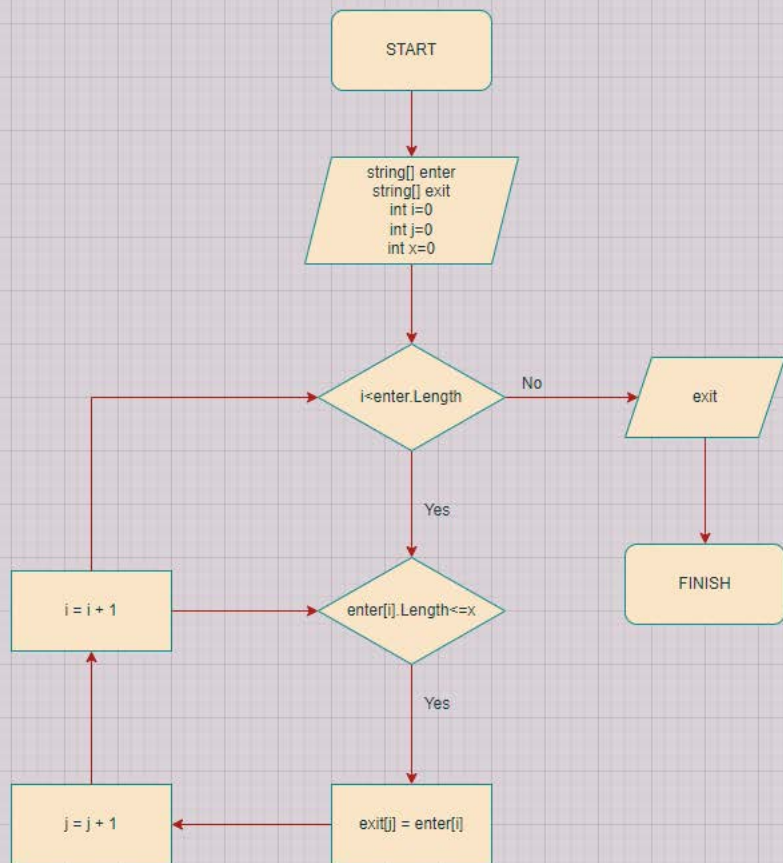 START
string[] enter
string[] exit
int i=0
int j=0
int x=0
i<enter.Length
No
exit
Yes
FINISH
i = i + 1
enter[i].Length<=x
Yes
j = j + 1
exit[j] = enter[i]